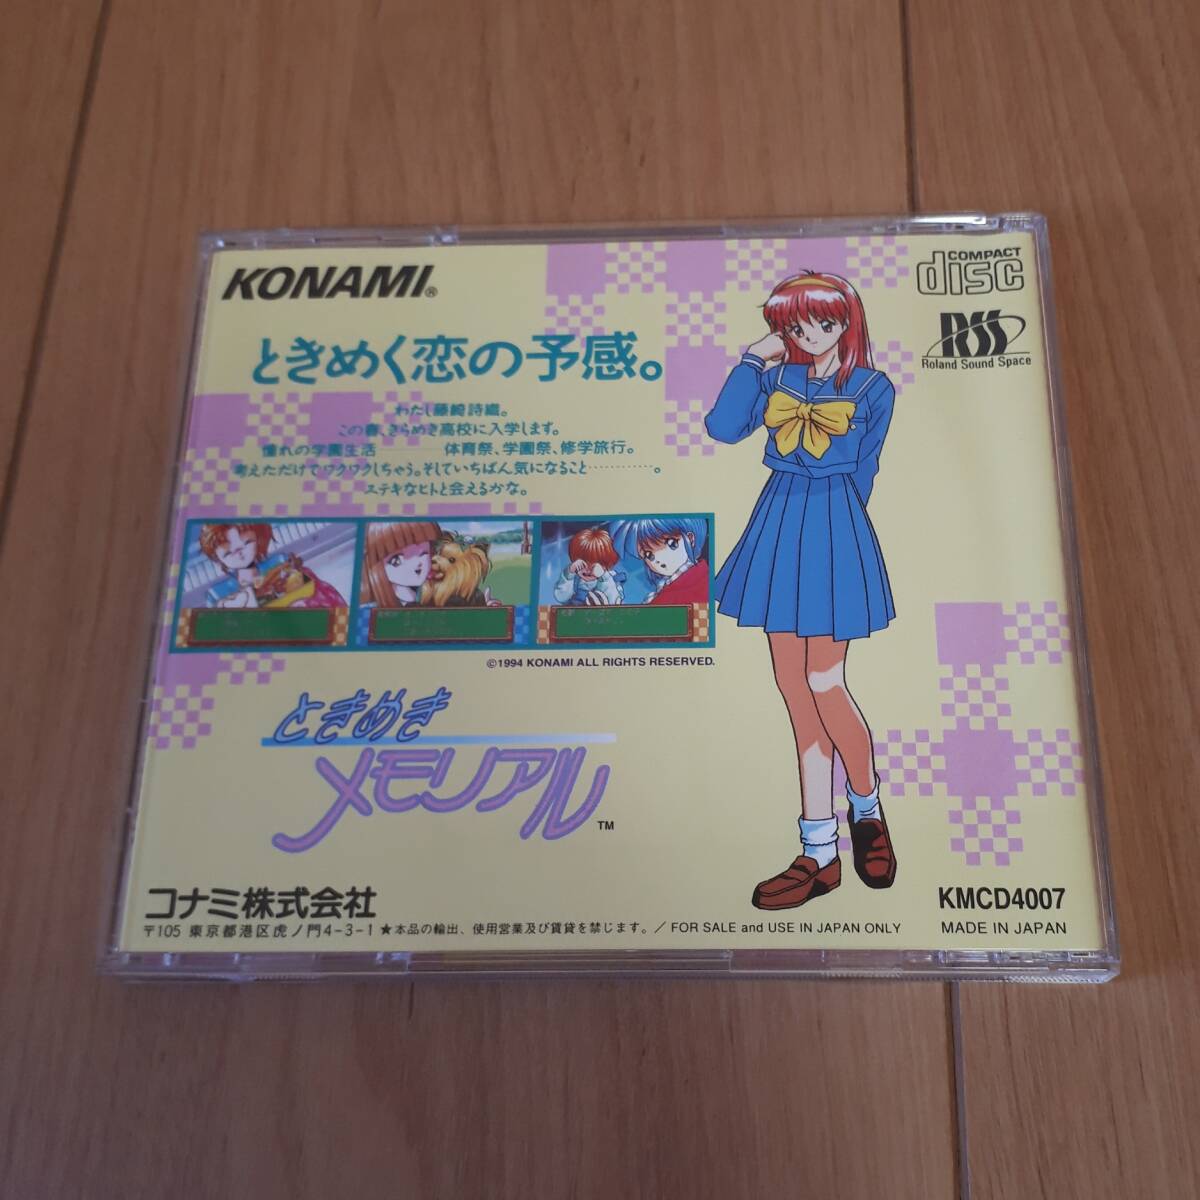 KONAMI®
COMPACT
disc
RSS
Roland Sound Space
ときめく恋の予感。
わたし藤崎詩織。
この春、きらめき高校に入学します。
憧れの学園生活────体育祭、学園祭、修学旅行。
考えただけでワクワクしちゃう。そしていちばん気になること…………。
ステキなヒトと会えるかな。
©1994 KONAMI ALL RIGHTS RESERVED.
ときめき
メモリアル™
コナミ株式会社
〒105 東京都港区虎ノ門4-3-1 ★本品の輸出、使用営業及び賃貸を禁じます。／FOR SALE and USE IN JAPAN ONLY
KMCD4007
MADE IN JAPAN